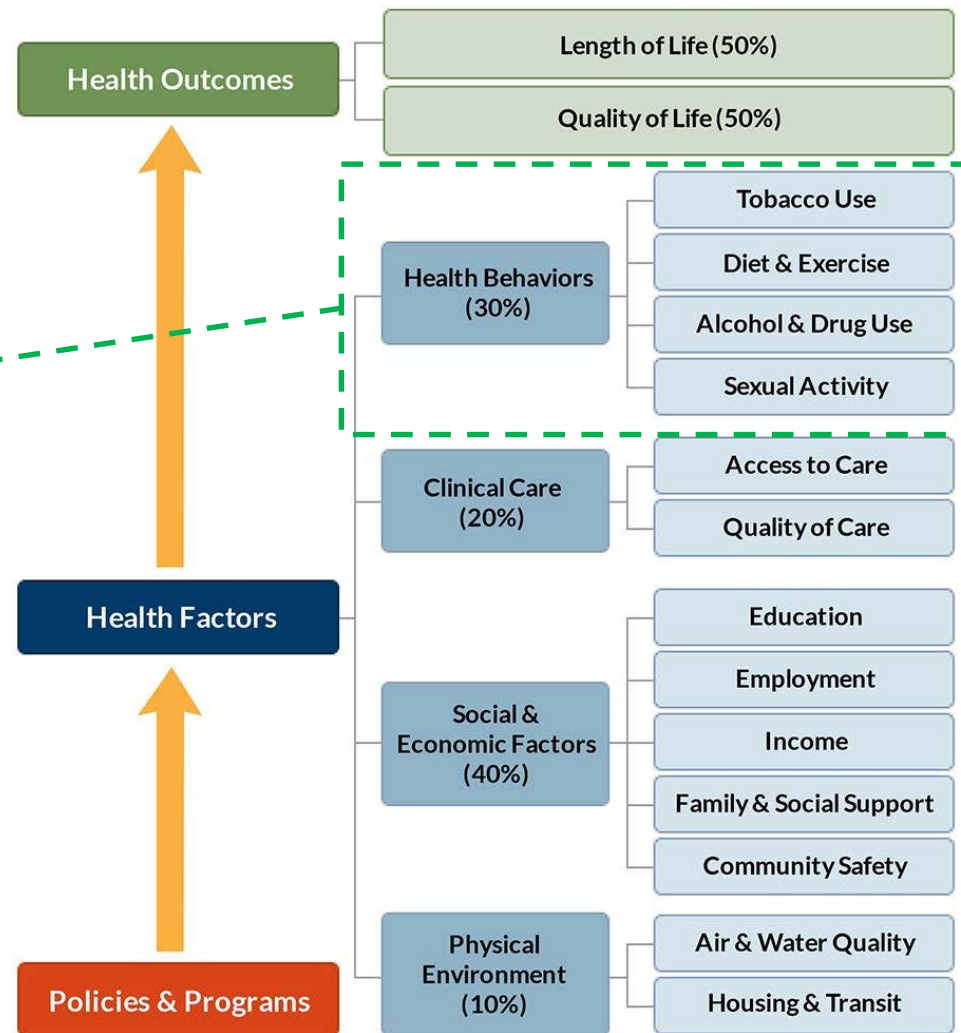 Health Outcomes
Length of Life (50%)
Quality of Life (50%)
Health Factors
Health Behaviors
(30%)
Tobacco Use
Diet & Exercise
Alcohol & Drug Use
Sexual Activity
Clinical Care
(20%)
Access to Care
Quality of Care
Social &
Economic Factors
(40%)
Education
Employment
Income
Family & Social Support
Community Safety
Physical
Environment
(10%)
Air & Water Quality
Housing & Transit
Policies & Programs